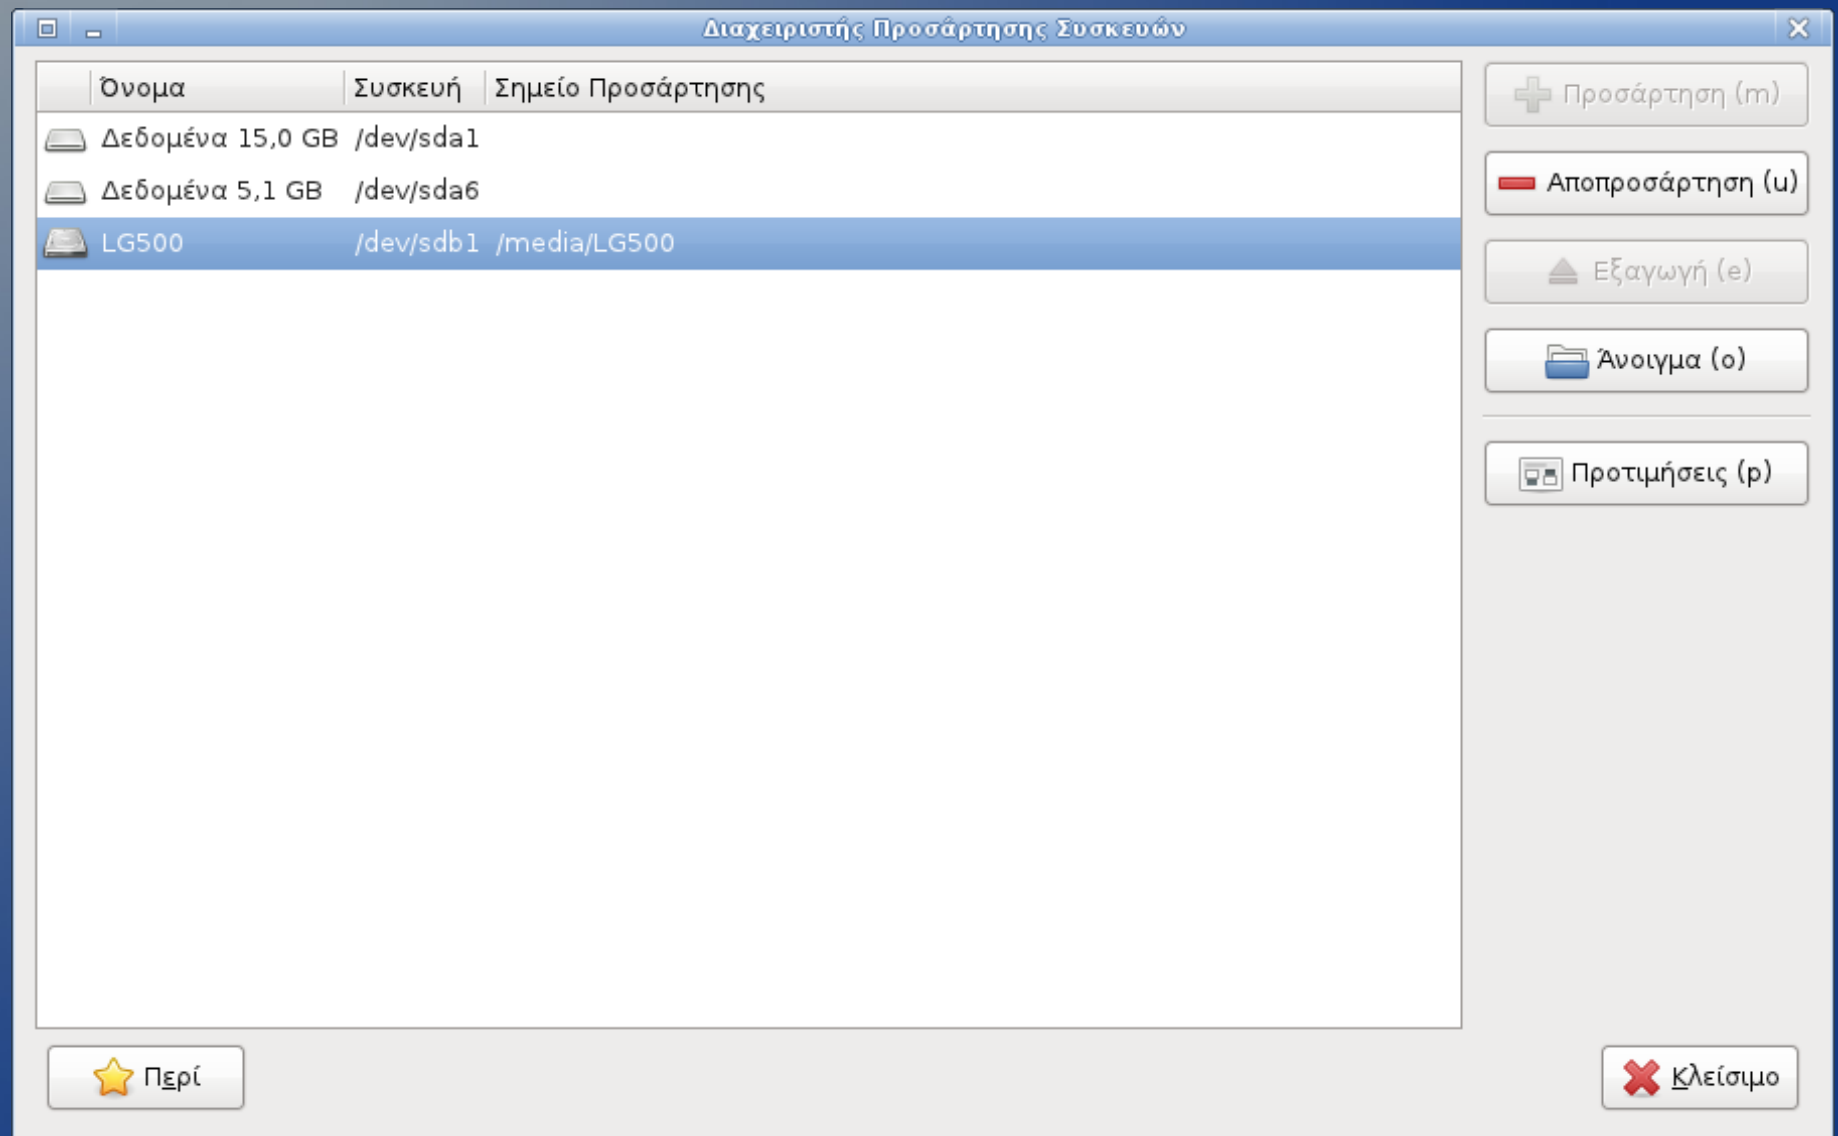 Διαχειριστής Προσάρτησης Συσκευών
Όνομα Συσκευή Σημείο Προσάρτησης
Δεδομένα 15,0 GB /dev/sda1
Δεδομένα 5,1 GB /dev/sda6
LG500 /dev/sdb1 /media/LG500
Προσάρτηση (m)
Αποπροσάρτηση (u)
Εξαγωγή (e)
Άνοιγμα (o)
Προτιμήσεις (p)
Περί
Κλείσιμο